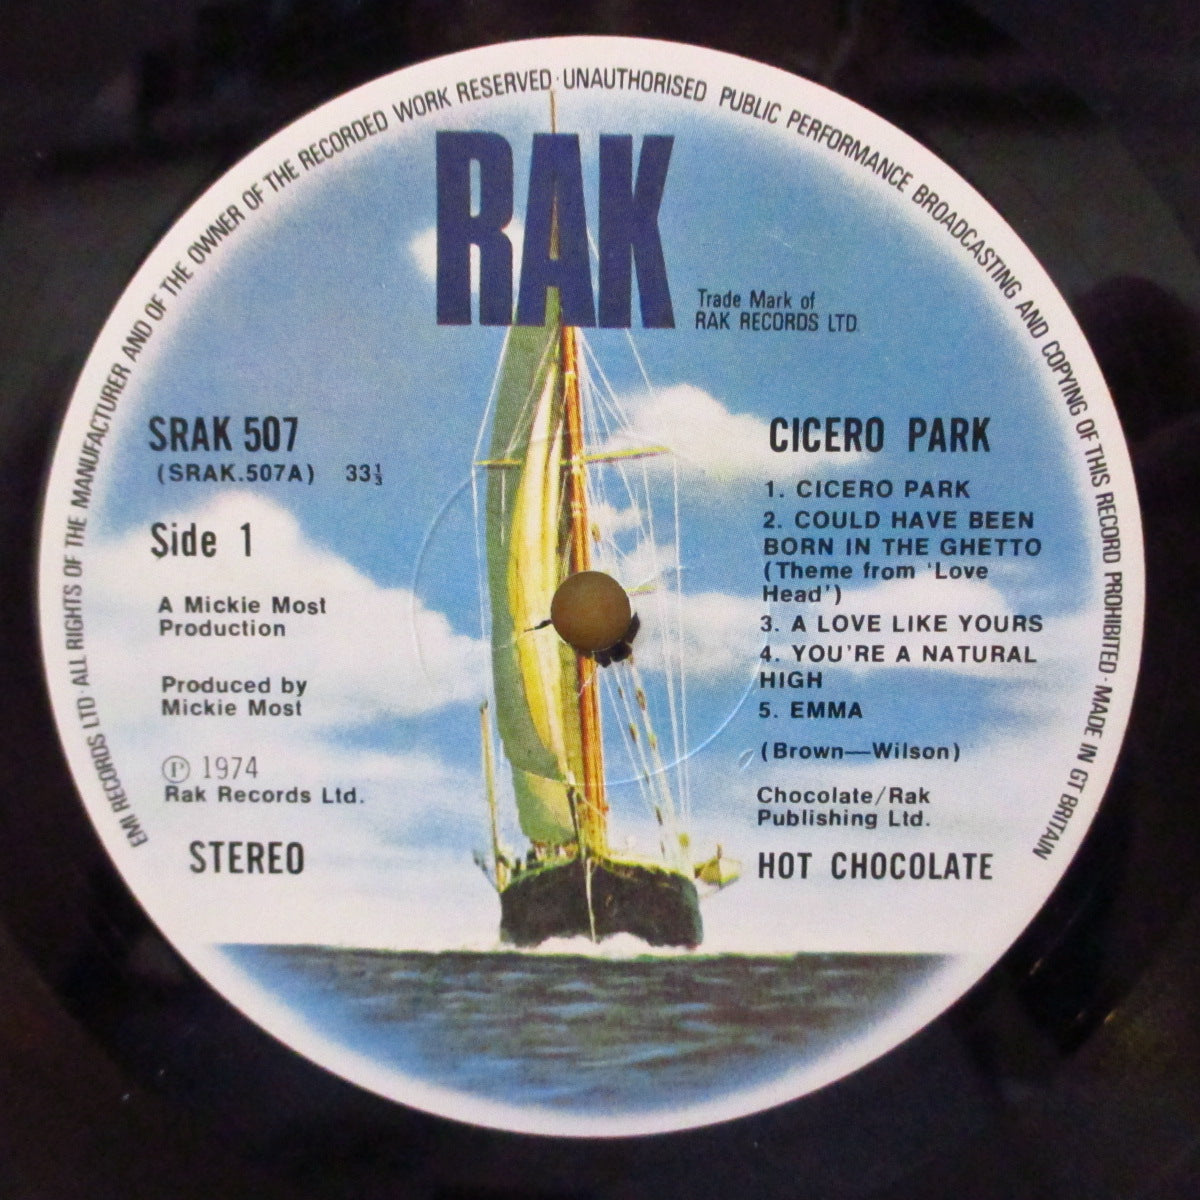 EMI RECORDS LTD · ALL RIGHTS OF THE MANUFACTURER AND OF THE OWNER OF THE RECORDED WORK RESERVED · UNAUTHORISED PUBLIC PERFORMANCE BROADCASTING AND COPYING OF THIS RECORD PROHIBITED · MADE IN GT BRITAIN
RAK
Trade Mark of
RAK RECORDS LTD.
SRAK 507
(SRAK.507A) 33⅓
Side 1
A Mickie Most
Production
Produced by
Mickie Most
℗ 1974
Rak Records Ltd.
STEREO
CICERO PARK
1. CICERO PARK
2. COULD HAVE BEEN
BORN IN THE GHETTO
(Theme from ‘Love
Head’)
3. A LOVE LIKE YOURS
4. YOU’RE A NATURAL
HIGH
5. EMMA
(Brown—Wilson)
Chocolate/Rak
Publishing Ltd.
HOT CHOCOLATE